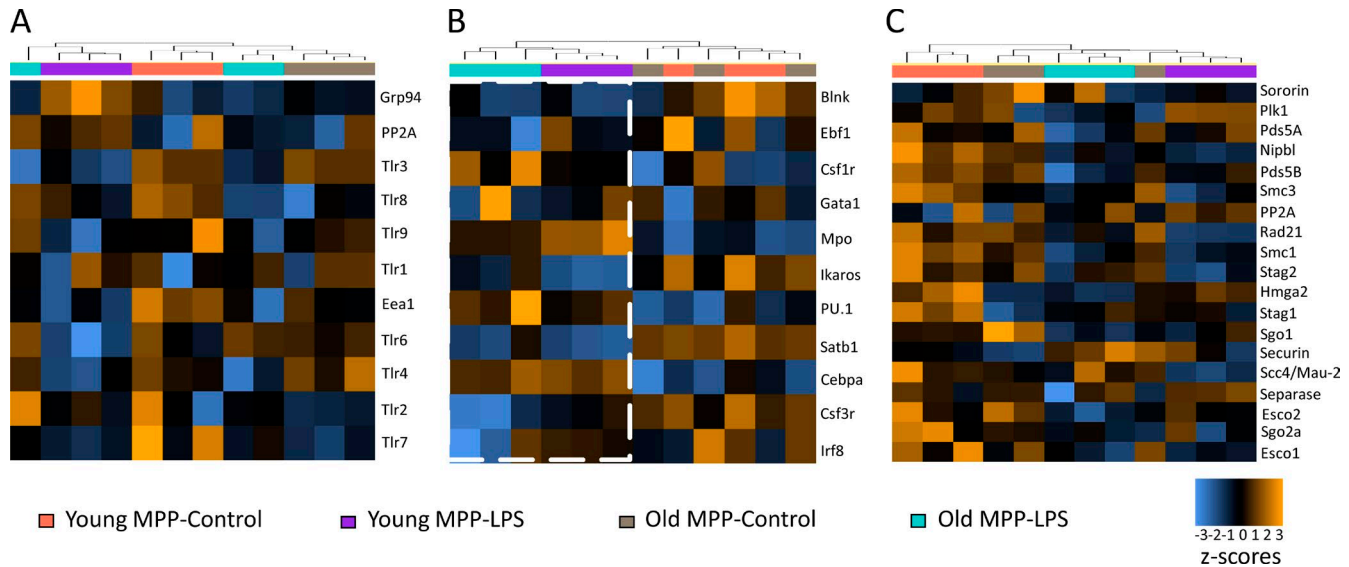 A
B
C
Grp94
PP2A
Tlr3
Tlr8
Tlr9
Tlr1
Eea1
Tlr6
Tlr4
Tlr2
Tlr7
Blnk
Ebf1
Csf1r
Gata1
Mpo
Ikaros
PU.1
Satb1
Cebpa
Csf3r
Irf8
Sororin
Plk1
Pds5A
Nipbl
Pds5B
Smc3
PP2A
Rad21
Smc1
Stag2
Hmga2
Stag1
Sgo1
Securin
Scc4/Mau-2
Separase
Esco2
Sgo2a
Esco1
Young MPP-Control
Young MPP-LPS
Old MPP-Control
Old MPP-LPS
-3-2-1 0 1 2 3
z-scores